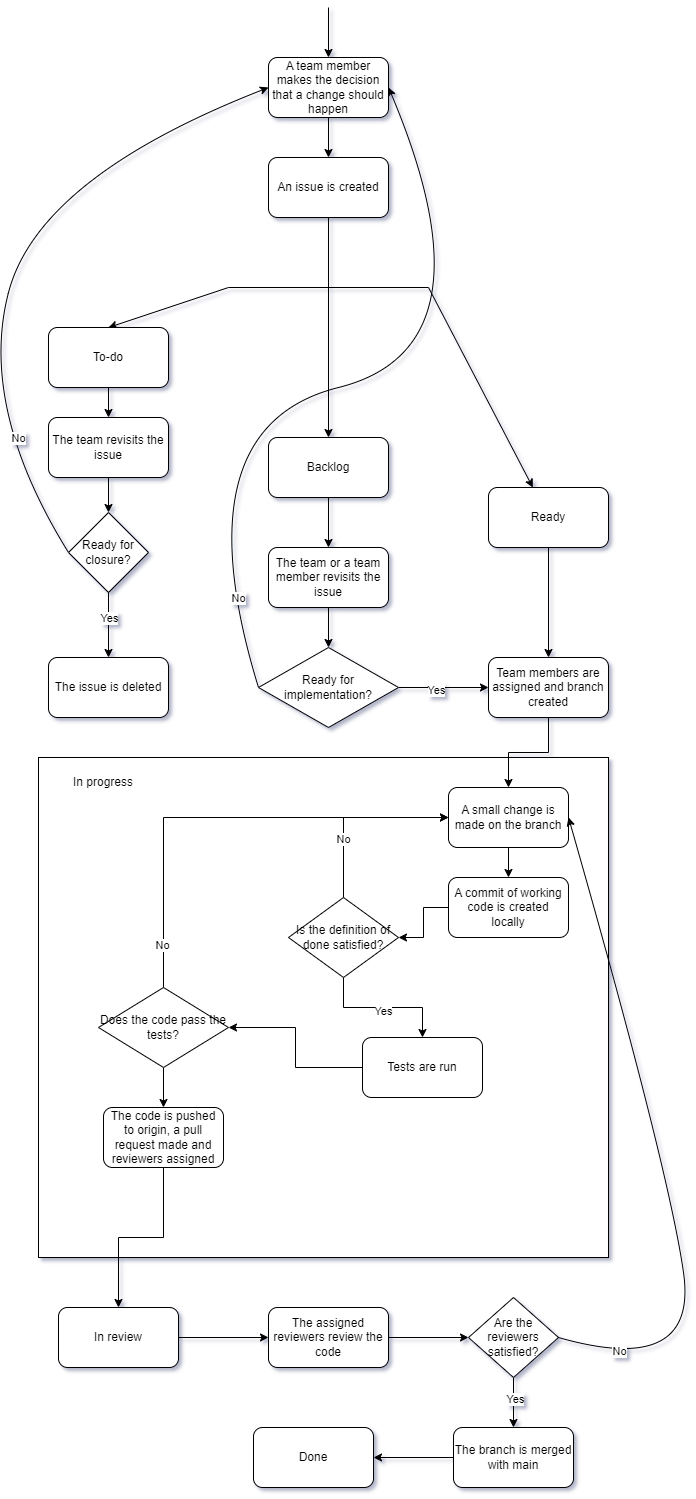 A team member
makes the decision
that a change should
happen
An issue is created
To-do
The team revisits the
issue
No
Ready for
closure?
Yes
The issue is deleted
Backlog
The team or a team
member revisits the
issue
No
Ready for
implementation?
Yes
Ready
Team members are
assigned and branch
created
In progress
A small change is
made on the branch
No
A commit of working
code is created
locally
Is the definition of
done satisfied?
No
Yes
Does the code pass the
tests?
Tests are run
The code is pushed
to origin, a pull
request made and
reviewers assigned
In review
The assigned
reviewers review the
code
Are the
reviewers
satisfied?
No
Yes
Done
The branch is merged
with main